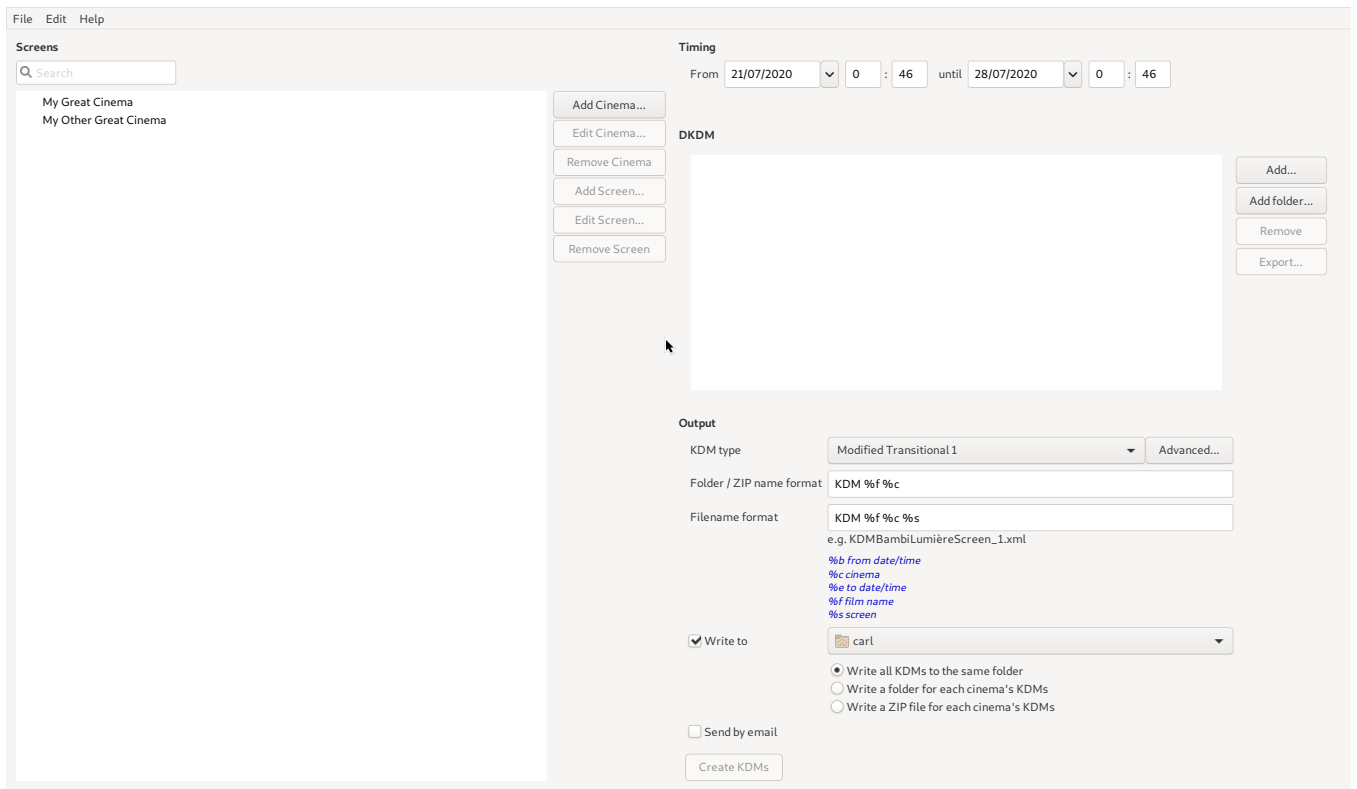 File Edit Help
Screens
Search
My Great Cinema
My Other Great Cinema
Add Cinema...
Edit Cinema...
Remove Cinema
Add Screen...
Edit Screen...
Remove Screen
Timing
From 21/07/2020 0 : 46 until 28/07/2020 0 : 46
DKDM
Add...
Add folder...
Remove
Export...
Output
KDM type Modified Transitional 1 Advanced...
Folder / ZIP name format KDM %f %c
Filename format KDM %f %c %s
e.g. KDMBambiLumièreScreen_1.xml
%b from date/time
%c cinema
%e to date/time
%f film name
%s screen
Write to carl
Write all KDMs to the same folder
Write a folder for each cinema's KDMs
Write a ZIP file for each cinema's KDMs
Send by email
Create KDMs